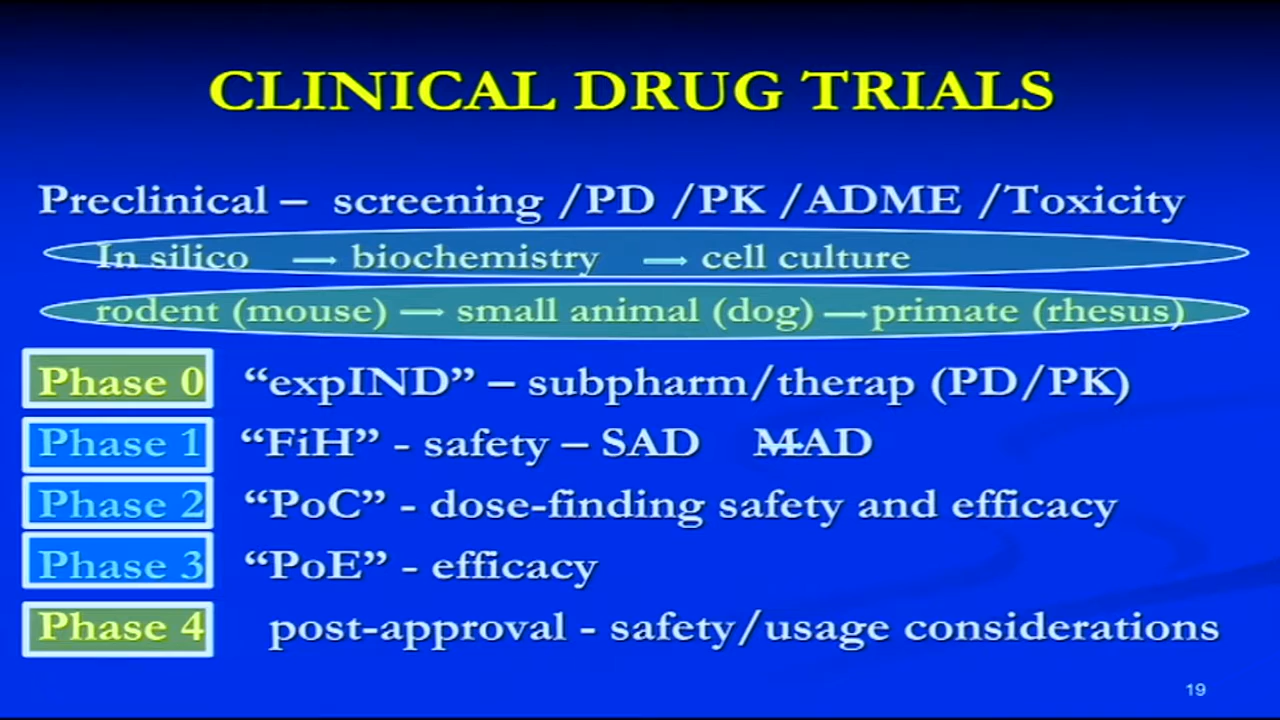 CLINICAL DRUG TRIALS
Preclinical – screening /PD /PK /ADME /Toxicity
In silico → biochemistry → cell culture
rodent (mouse) → small animal (dog) → primate (rhesus)
Phase 0 “expIND” – subpharm/therap (PD/PK)
Phase 1 “FiH” - safety – SAD → MAD
Phase 2 “PoC” - dose-finding safety and efficacy
Phase 3 “PoE” - efficacy
Phase 4 post-approval - safety/usage considerations
19